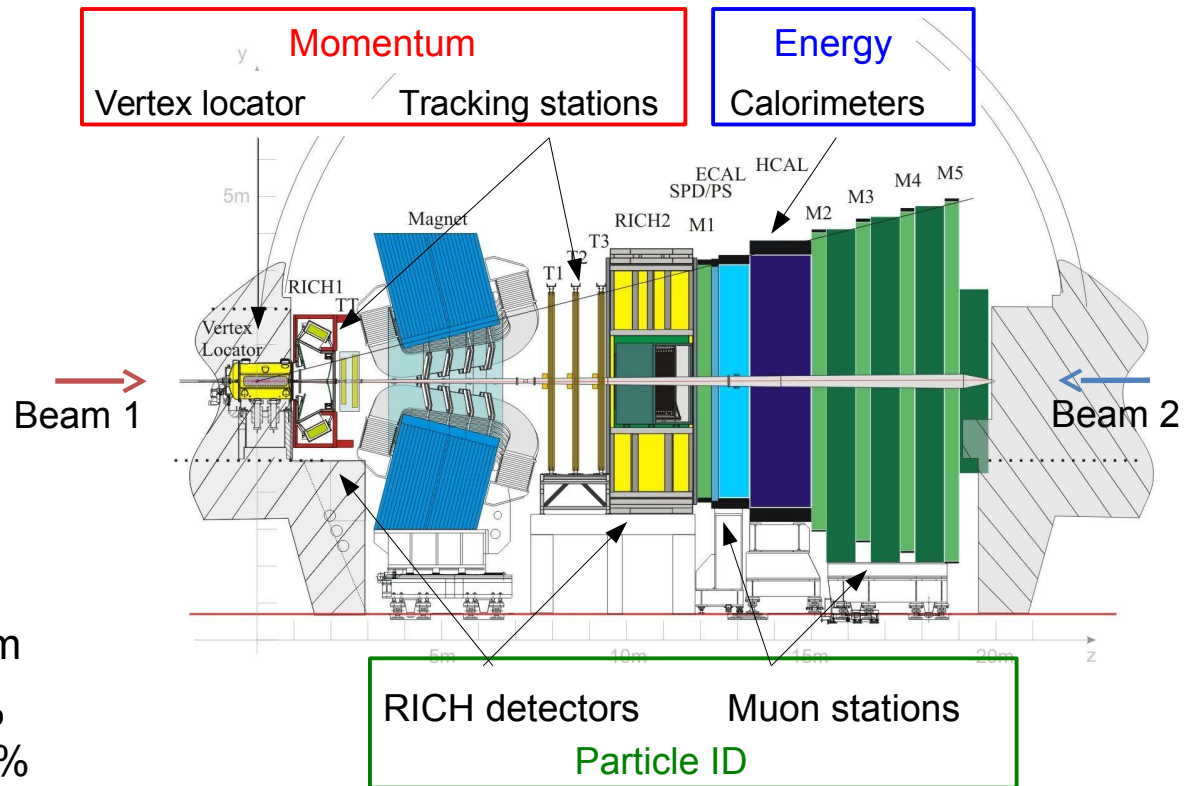 Momentum
Energy
Vertex locator
Tracking stations
Calorimeters
y
5m
Magnet
RICH1
TT
Vertex
Locator
T1
T2
T3
RICH2
M1
SPD/PS
ECAL
HCAL
M2
M3
M4
M5
Beam 1
Beam 2
5m
10m
15m
20m
z
m
RICH detectors
Muon stations
Particle ID
%